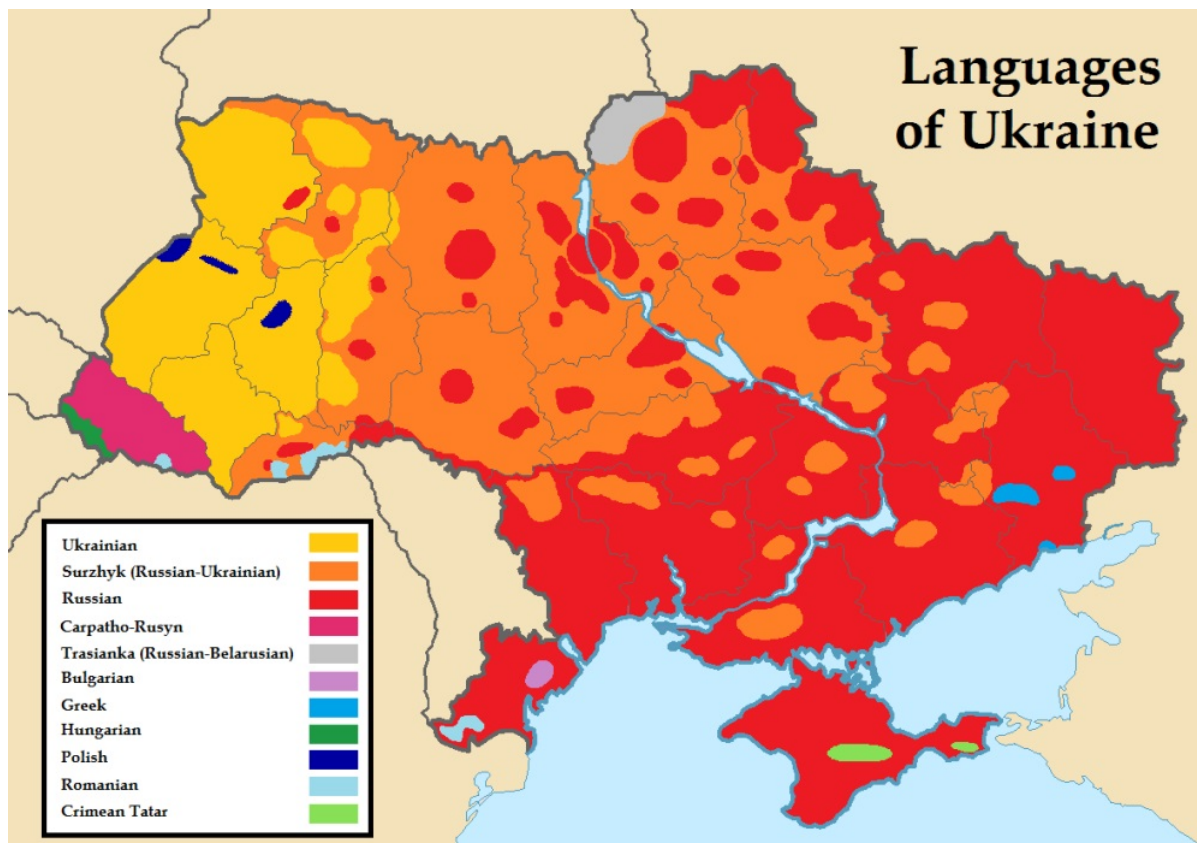 Languages
of Ukraine
Ukrainian
Surzhyk (Russian-Ukrainian)
Russian
Carpatho-Rusyn
Trasianka (Russian-Belarusian)
Bulgarian
Greek
Hungarian
Polish
Romanian
Crimean Tatar